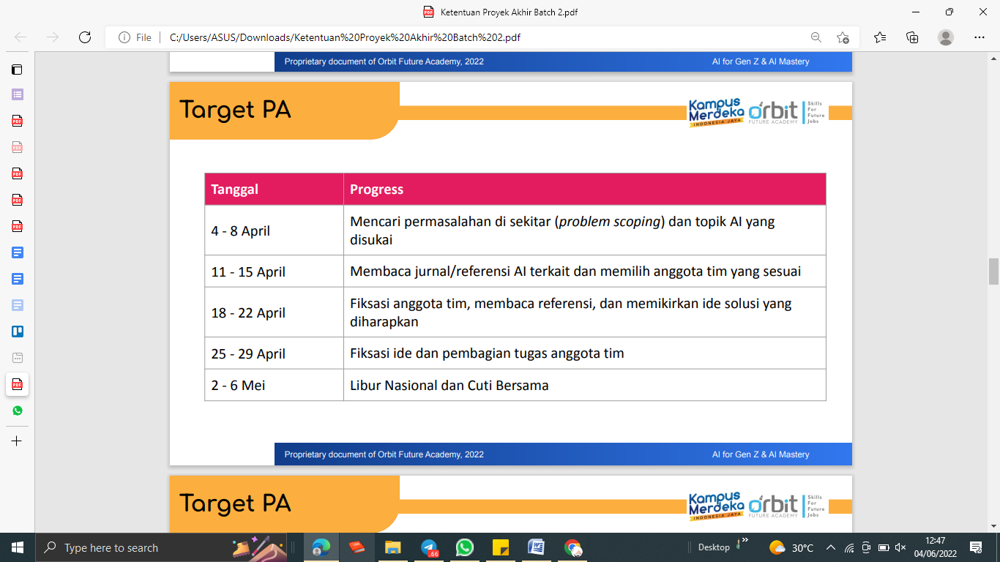 Ketentuan Proyek Akhir Batch 2.pdf
File
C:/Users/ASUS/Downloads/Ketentuan%20Proyek%20Akhir%20Batch%202.pdf
Proprietary document of Orbit Future Academy, 2022
AI for Gen Z & AI Mastery
Target PA
Kampus
Merdeka
INDONESIA JAYA
orbit
FUTURE ACADEMY
Skills
For
Future
Jobs
Tanggal
Progress
4 - 8 April
Mencari permasalahan di sekitar (problem scoping) dan topik AI yang
disukai
11 - 15 April
Membaca jurnal/referensi AI terkait dan memilih anggota tim yang sesuai
18 - 22 April
Fiksasi anggota tim, membaca referensi, dan memikirkan ide solusi yang
diharapkan
25 - 29 April
Fiksasi ide dan pembagian tugas anggota tim
2 - 6 Mei
Libur Nasional dan Cuti Bersama
Proprietary document of Orbit Future Academy, 2022
AI for Gen Z & AI Mastery
Target PA
Kampus
Merdeka
INDONESIA JAYA
orbit
FUTURE ACADEMY
Skills
For
Future
Jobs
Type here to search
Desktop
30°C
12:47
04/06/2022